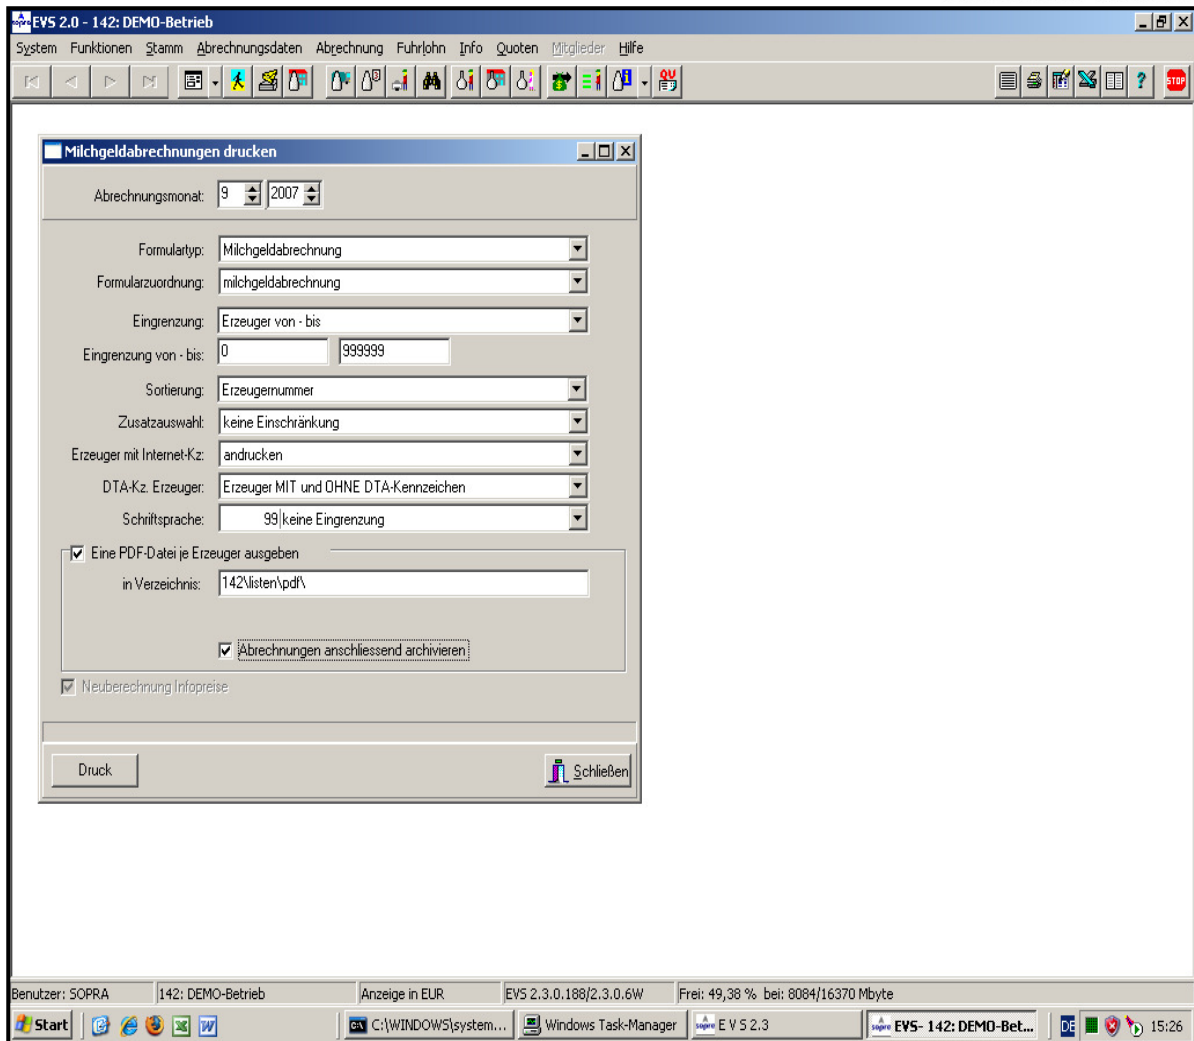 sopra EVS 2.0 - 142: DEMO-Betrieb
System Funktionen Stamm Abrechnungsdaten Abrechnung Fuhrlohn Info Quoten Mitglieder Hilfe
QV
?
STOP
Milchgeldabrechnungen drucken
Abrechnungsmonat: 9 2007
Formulartyp: Milchgeldabrechnung
Formularzuordnung: milchgeldabrechnung
Eingrenzung: Erzeuger von - bis
Eingrenzung von - bis: 0 999999
Sortierung: Erzeugernummer
Zusatzauswahl: keine Einschränkung
Erzeuger mit Internet-Kz: andrucken
DTA-Kz. Erzeuger: Erzeuger MIT und OHNE DTA-Kennzeichen
Schriftsprache: 99 keine Eingrenzung
Eine PDF-Datei je Erzeuger ausgeben
in Verzeichnis: 142\listen\pdf\
Abrechnungen anschliessend archivieren
Neuberechnung Infopreise
Druck Schließen
Benutzer: SOPRA 142: DEMO-Betrieb Anzeige in EUR EVS 2.3.0.188/2.3.0.6W Frei: 49,38 % bei: 8084/16370 Mbyte
Start C:\WINDOWS\system... Windows Task-Manager sopra E V S 2.3 sopra EVS- 142: DEMO-Bet... DE 15:26